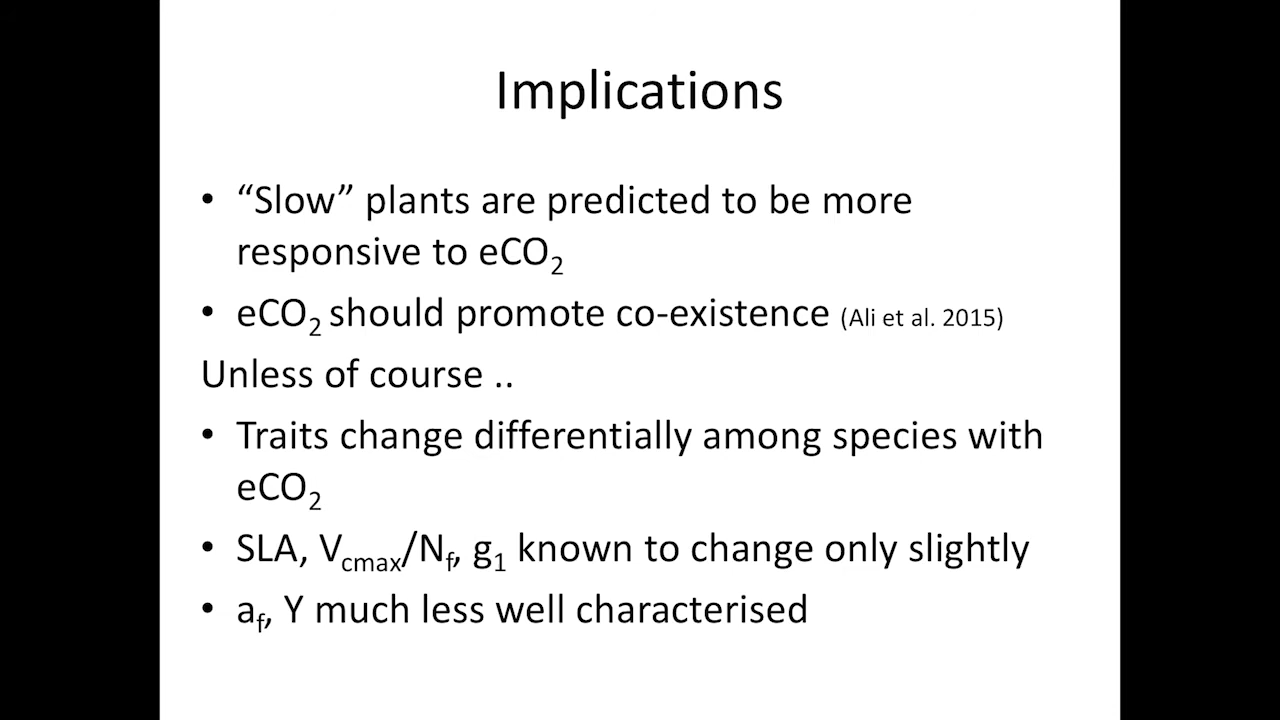 Implications
• “Slow” plants are predicted to be more
responsive to eCO₂
• eCO₂ should promote co-existence (Ali et al. 2015)
Unless of course ..
• Traits change differentially among species with
eCO₂
• SLA, Vcmax/Nf, g₁ known to change only slightly
• af, Y much less well characterised